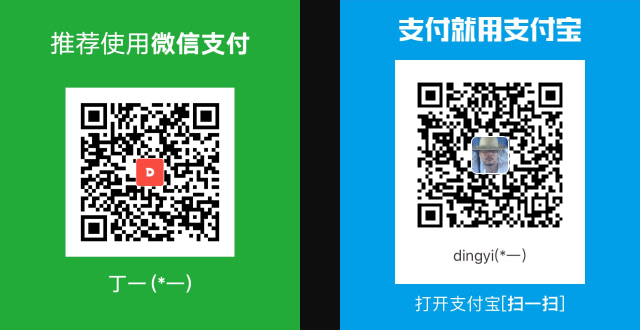 推荐使用微信支付
D
丁一 (*一)
支付就用支付宝
dingyi(*一)
打开支付宝[扫一扫]